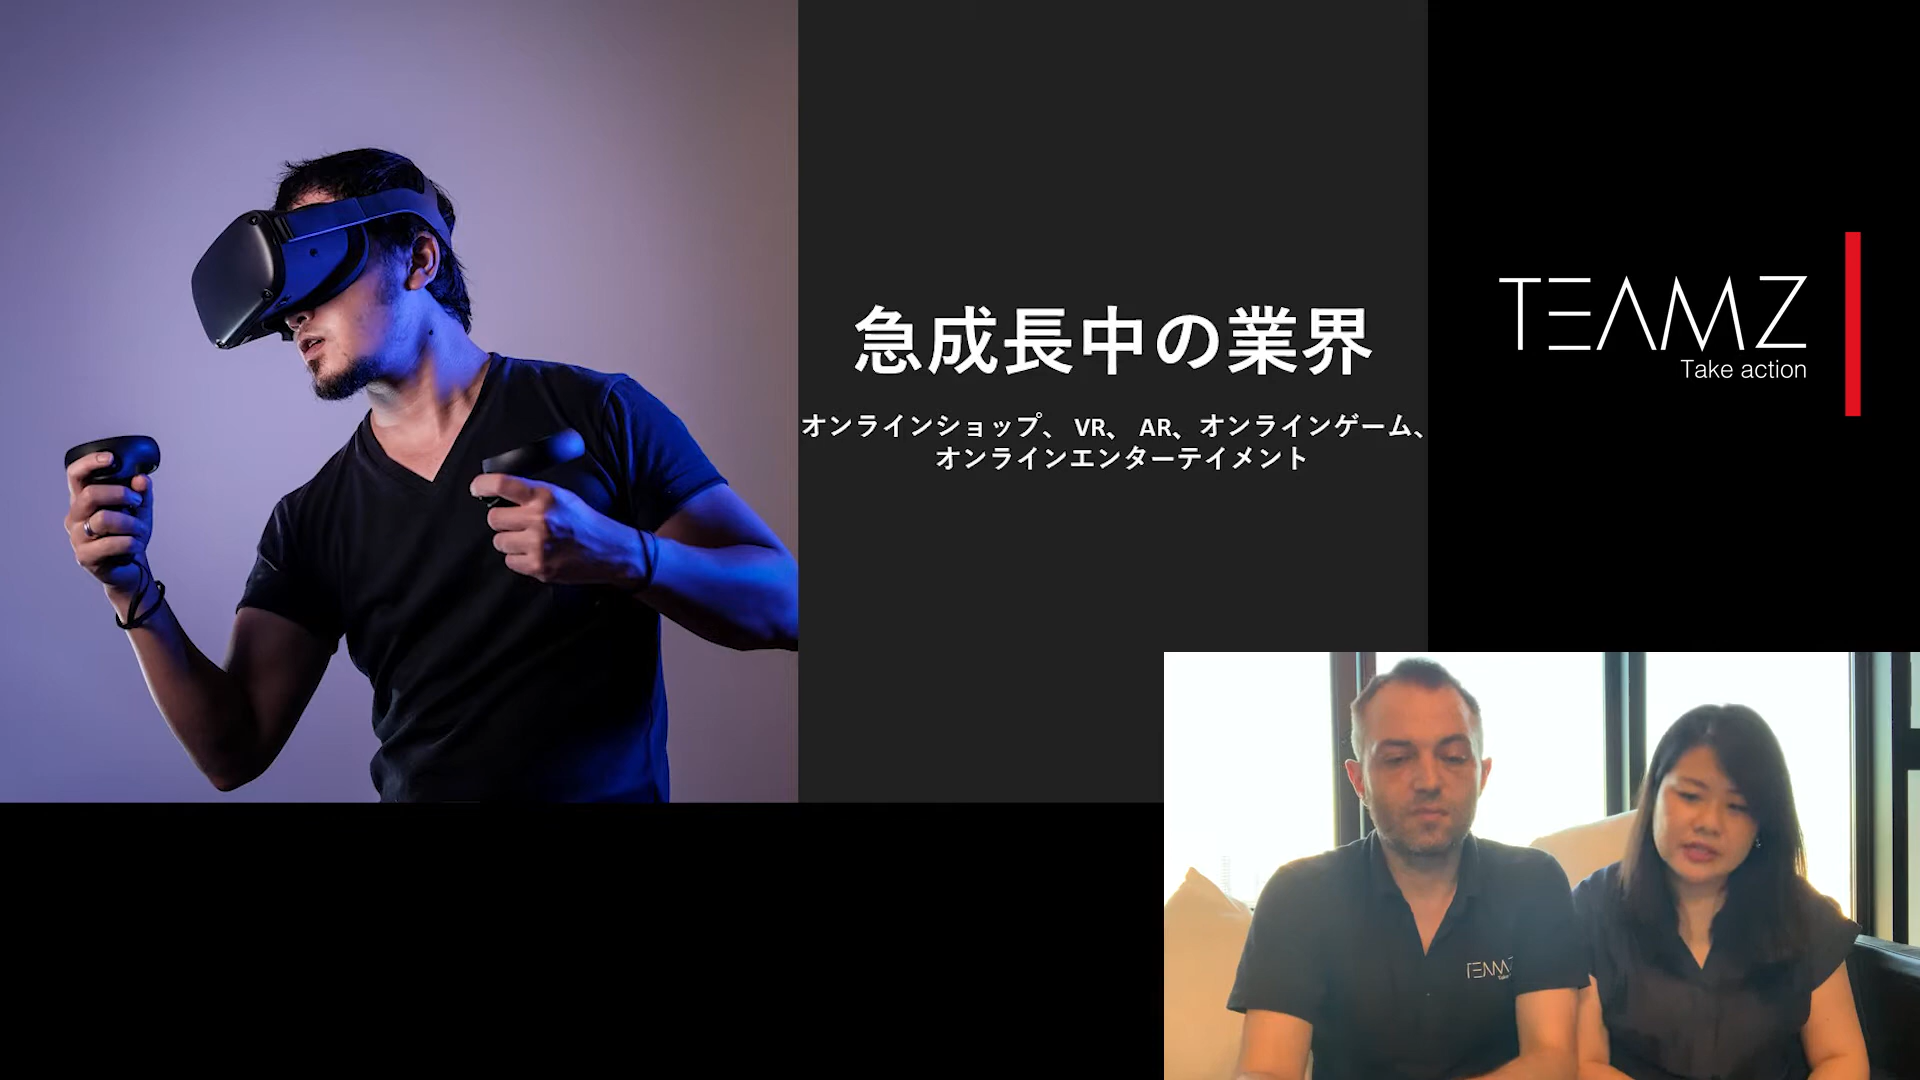 急成長中の業界
オンラインショップ、 VR、 AR、オンラインゲーム、
オンラインエンターテイメント
TEAMZ
Take action
TEAMZ